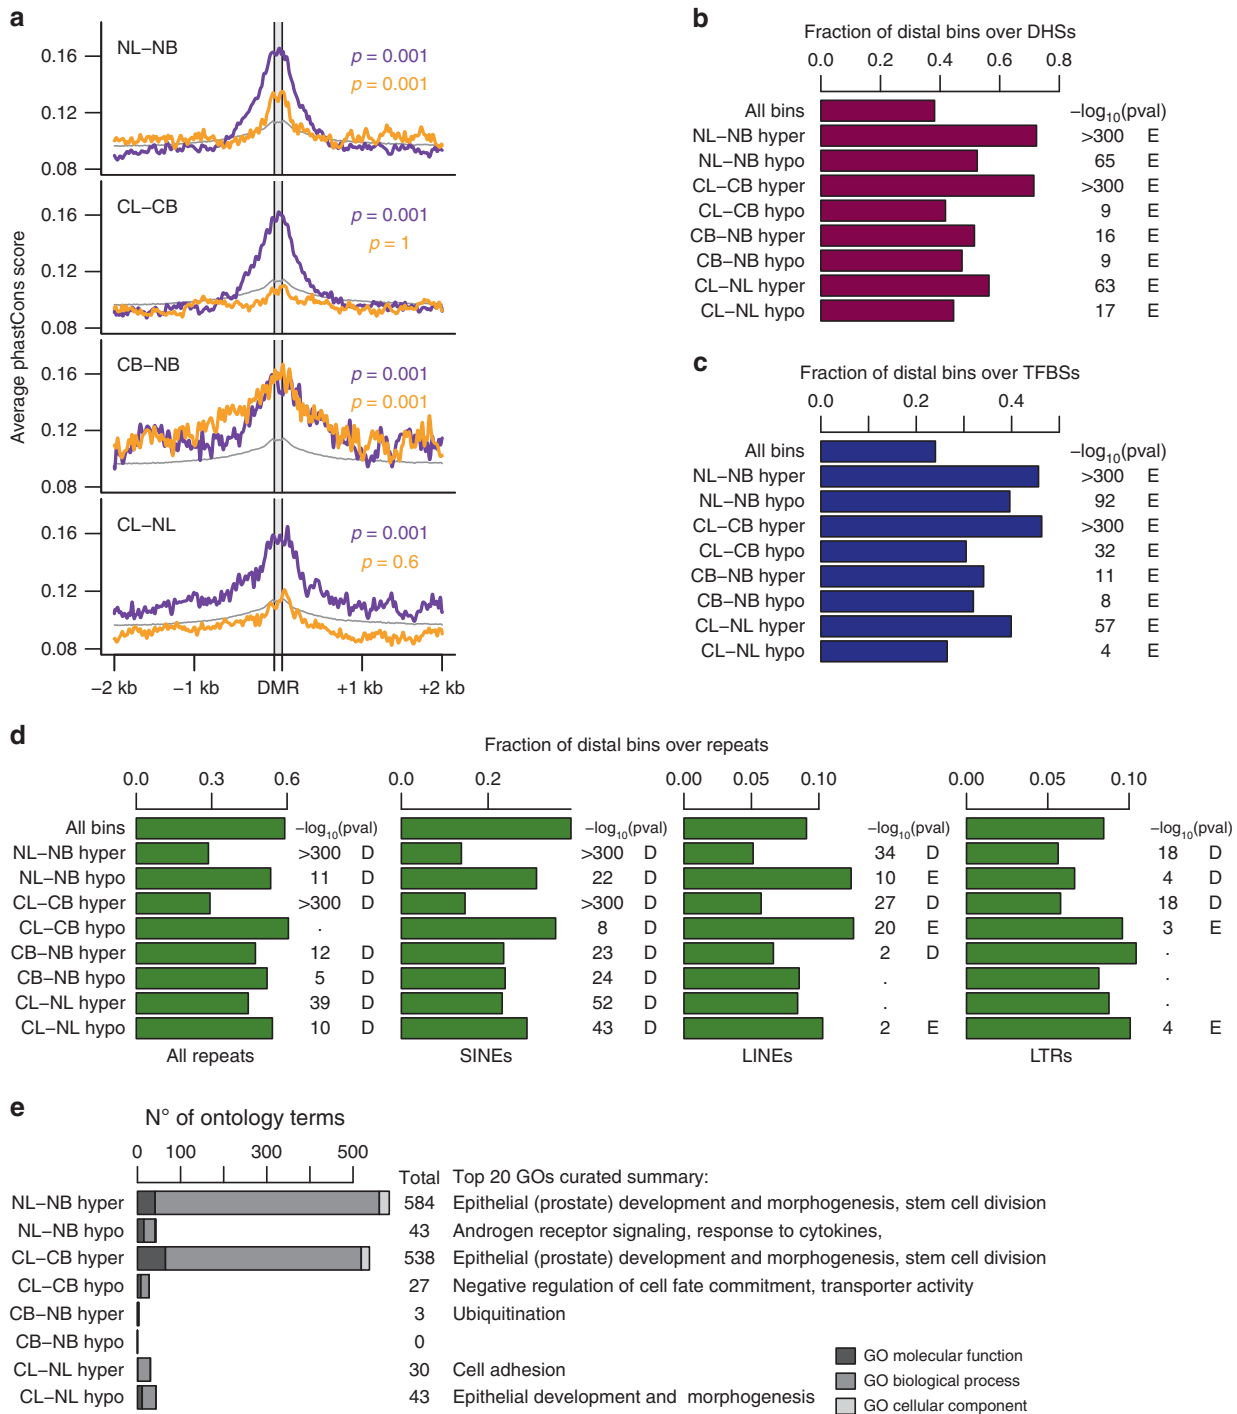 a
NL–NB
p = 0.001
p = 0.001
0.16
0.12
0.08
CL–CB
p = 0.001
p = 1
0.16
0.12
0.08
CB–NB
p = 0.001
p = 0.001
0.16
0.12
0.08
CL–NL
p = 0.001
p = 0.6
0.16
0.12
0.08
Average phastCons score
–2 kb –1 kb DMR +1 kb +2 kb
b
Fraction of distal bins over DHSs
0.0 0.2 0.4 0.6 0.8
All bins –log10(pval)
NL–NB hyper >300 E
NL–NB hypo 65 E
CL–CB hyper >300 E
CL–CB hypo 9 E
CB–NB hyper 16 E
CB–NB hypo 9 E
CL–NL hyper 63 E
CL–NL hypo 17 E
c
Fraction of distal bins over TFBSs
0.0 0.2 0.4
All bins –log10(pval)
NL–NB hyper >300 E
NL–NB hypo 92 E
CL–CB hyper >300 E
CL–CB hypo 32 E
CB–NB hyper 11 E
CB–NB hypo 8 E
CL–NL hyper 57 E
CL–NL hypo 4 E
d
Fraction of distal bins over repeats
0.0 0.3 0.6 0.0 0.2 0.00 0.05 0.10 0.00 0.05 0.10
All bins –log10(pval) –log10(pval) –log10(pval) –log10(pval)
NL–NB hyper >300 D >300 D 34 D 18 D
NL–NB hypo 11 D 22 D 10 E 4 D
CL–CB hyper >300 D >300 D 27 D 18 D
CL–CB hypo . 8 D 20 E 3 E
CB–NB hyper 12 D 23 D 2 D .
CB–NB hypo 5 D 24 D . .
CL–NL hyper 39 D 52 D . .
CL–NL hypo 10 D 43 D 2 E 4 E
All repeats SINEs LINEs LTRs
e
N° of ontology terms
0 100 300 500
Total Top 20 GOs curated summary:
NL–NB hyper 584 Epithelial (prostate) development and morphogenesis, stem cell division
NL–NB hypo 43 Androgen receptor signaling, response to cytokines,
CL–CB hyper 538 Epithelial (prostate) development and morphogenesis, stem cell division
CL–CB hypo 27 Negative regulation of cell fate commitment, transporter activity
CB–NB hyper 3 Ubiquitination
CB–NB hypo 0
CL–NL hyper 30 Cell adhesion
CL–NL hypo 43 Epithelial development and morphogenesis
GO molecular function
GO biological process
GO cellular component